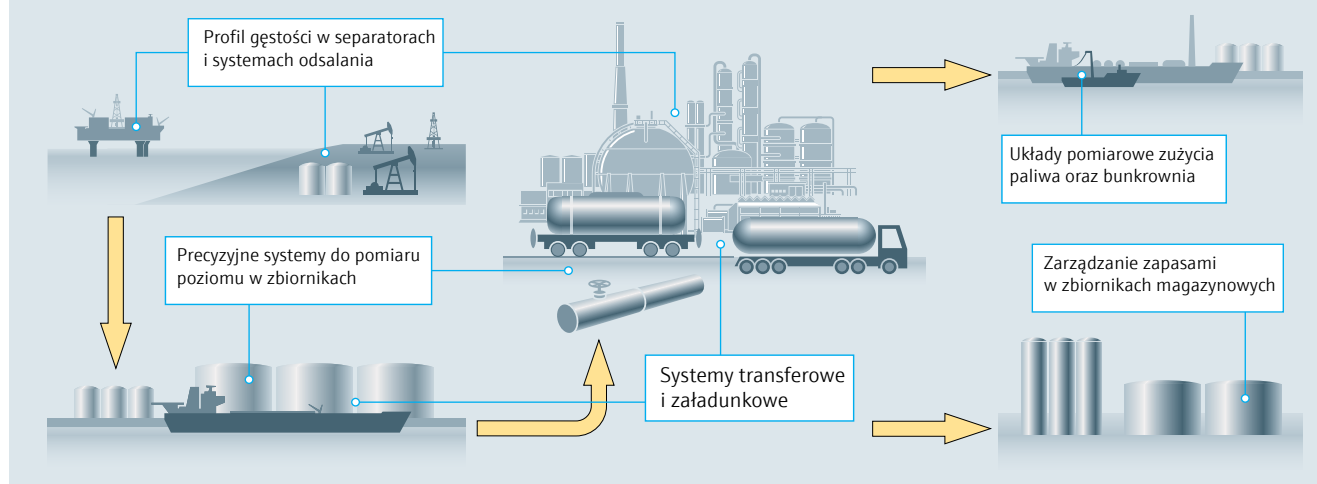 Profil gęstości w separatorach
i systemach odsalania
Układy pomiarowe zużycia
paliwa oraz bunkrownia
Precyzyjne systemy do pomiaru
poziomu w zbiornikach
Zarządzanie zapasami
w zbiornikach magazynowych
Systemy transferowe
i załadunkowe